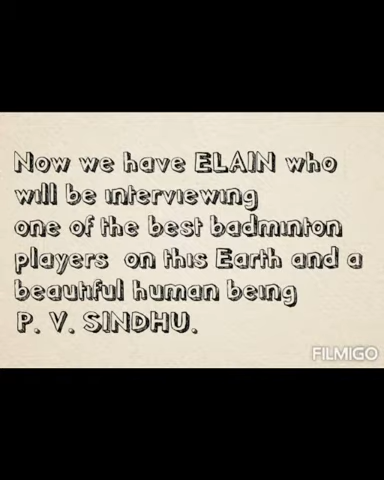 Now we have ELAIN who
will be interviewing
one of the best badminton
players on this Earth and a
beautiful human being
P. V. SINDHU.
FILMIGO